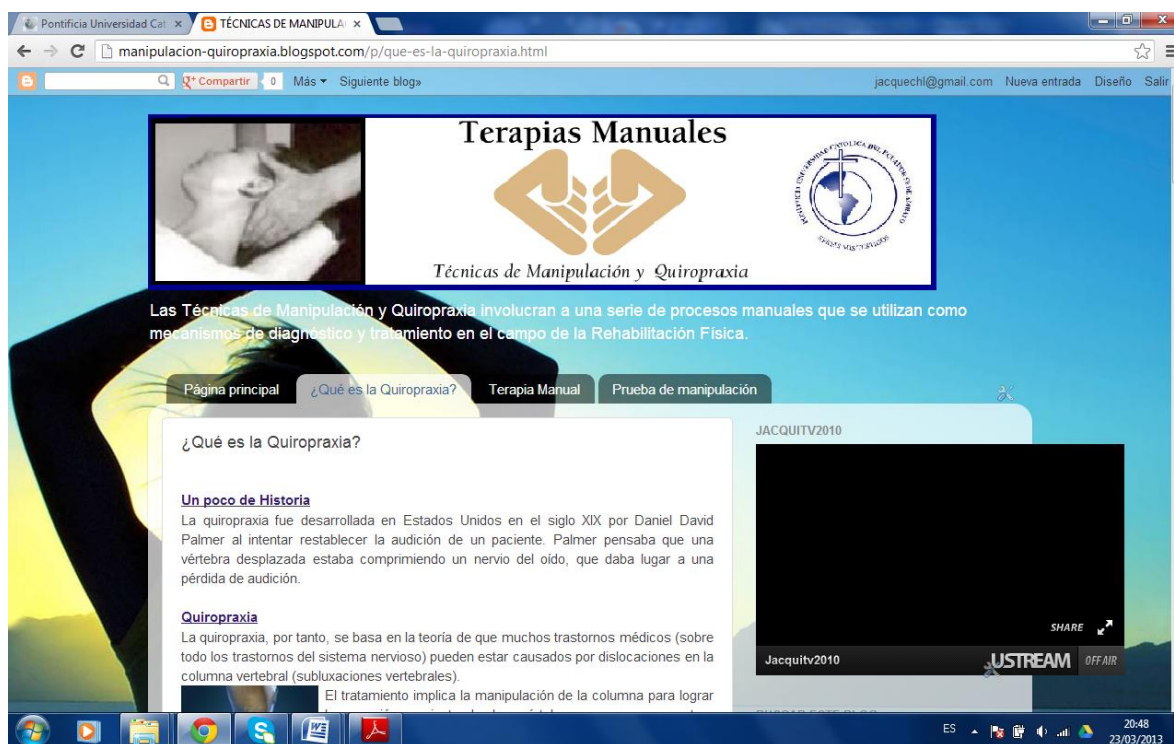 Pontificia Universidad Cat
TÉCNICAS DE MANIPULA
manipulacion-quiropraxia.blogspot.com/p/que-es-la-quiropraxia.html
Compartir 0 Más Siguiente blog»
jacquechl@gmail.com Nueva entrada Diseño Salir
Terapias Manuales
Técnicas de Manipulación y Quiropraxia
Las Técnicas de Manipulación y Quiropraxia involucran a una serie de procesos manuales que se utilizan como
mecanismos de diagnóstico y tratamiento en el campo de la Rehabilitación Física.
Página principal ¿Qué es la Quiropraxia? Terapia Manual Prueba de manipulación
¿Qué es la Quiropraxia?
Un poco de Historia
La quiropraxia fue desarrollada en Estados Unidos en el siglo XIX por Daniel David
Palmer al intentar restablecer la audición de un paciente. Palmer pensaba que una
vértebra desplazada estaba comprimiendo un nervio del oído, que daba lugar a una
pérdida de audición.
Quiropraxia
La quiropraxia, por tanto, se basa en la teoría de que muchos trastornos médicos (sobre
todo los trastornos del sistema nervioso) pueden estar causados por dislocaciones en la
columna vertebral (subluxaciones vertebrales).
El tratamiento implica la manipulación de la columna para lograr
JACQUITV2010
SHARE
Jacquitv2010 USTREAM OFF AIR
ES
20:48
23/03/2013